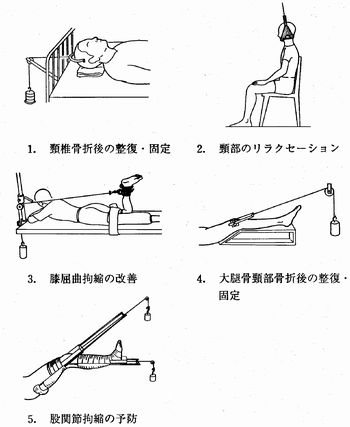 1. 頸椎骨折後の整復・固定
2. 頸部のリラクセーション
3. 膝屈曲拘縮の改善
4. 大腿骨頸部骨折後の整復・
固定
5. 股関節拘縮の予防